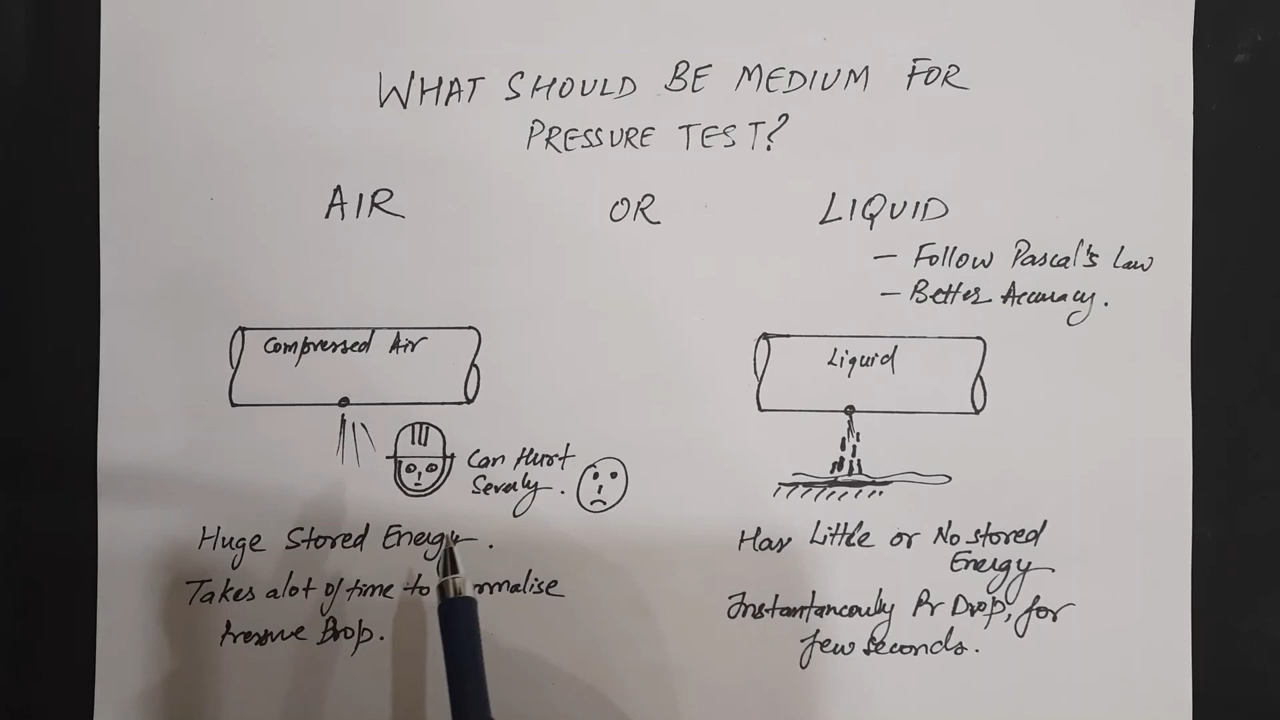 WHAT SHOULD BE MEDIUM FOR
PRESSURE TEST?
AIR OR LIQUID
— Follow Pascal's Law
— Better Accuracy.
Compressed Air
Can Hurt
Severly.
Huge Stored Energy.
Takes alot of time to
Pressure Drop.
Liquid
Has Little or No stored
Energy
Instantaneously Pr Drop, for
few seconds.